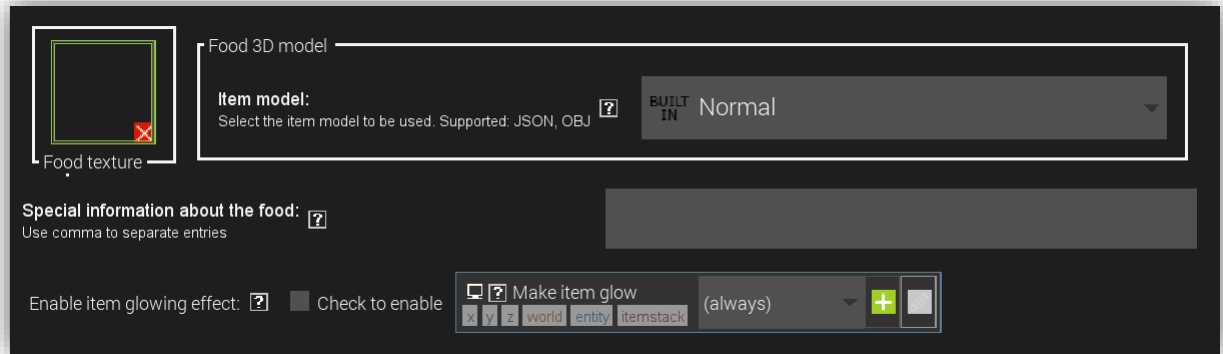 Food texture
Food 3D model
Item model:
Select the item model to be used. Supported: JSON, OBJ
?
BUILT IN
Normal
Special information about the food: ?
Use comma to separate entries
Enable item glowing effect: ? Check to enable
? Make item glow
x y z world entity itemstack
(always)